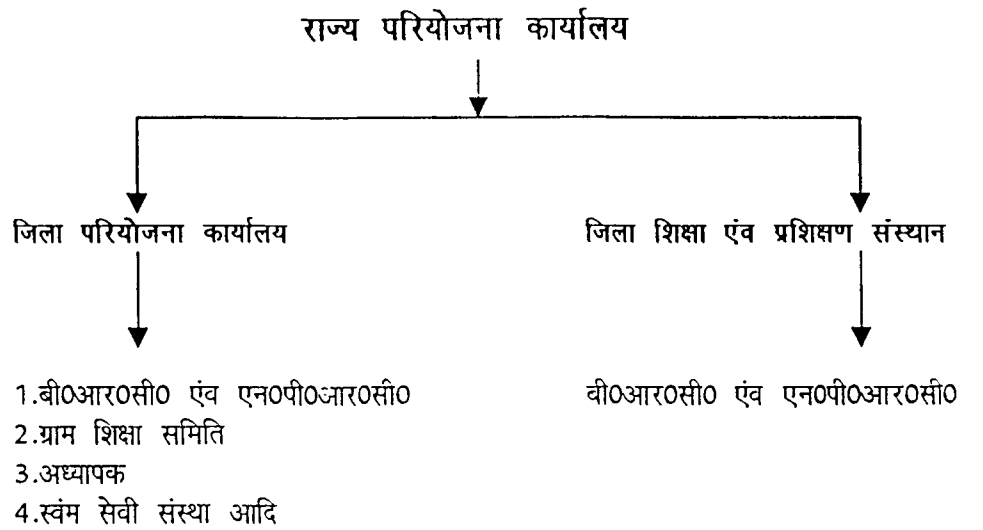 राज्य परियोजना कार्यालय
जिला परियोजना कार्यालय
जिला शिक्षा एंव प्रशिक्षण संस्थान
1.बी0आर0सी0 एंव एन0पी0आर0सी0
2.ग्राम शिक्षा समिति
3.अध्यापक
4.स्वंम सेवी संस्था आदि
वी0आर0सी0 एंव एन0पी0आर0सी0